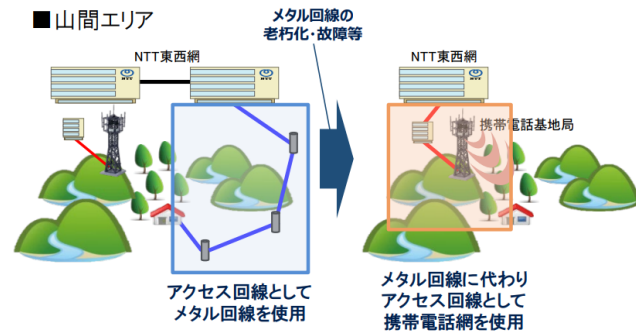 ■山間エリア
メタル回線の
老朽化・故障等
NTT東西網
NTT東西網
NTT
NTT
NTT
携帯電話基地局
アクセス回線として
メタル回線を使用
メタル回線に代わり
アクセス回線として
携帯電話網を使用